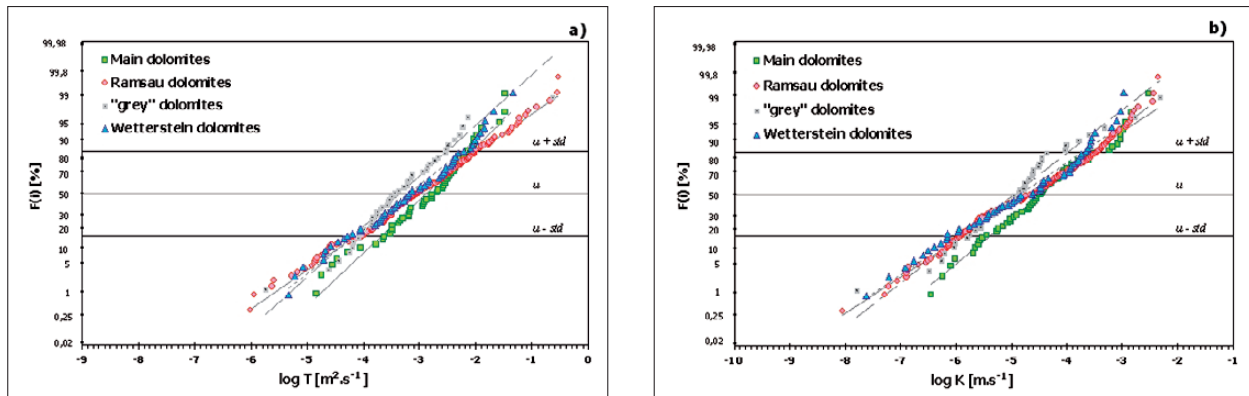 a)
99,98
99,8
99
95
90
80
70
50
30
20
10
5
1
0,25
0,02
F(i) [%]
Main dolomites
Ramsau dolomites
"grey" dolomites
Wetterstein dolomites
u + std
u
u - std
-9 -8 -7 -6 -5 -4 -3 -2 -1 0
log T [m².s⁻¹]
b)
99,98
99,8
99
95
90
80
70
50
30
20
10
5
1
0,25
0,02
F(i) [%]
Main dolomites
Ramsau dolomites
"grey" dolomites
Wetterstein dolomites
u + std
u
u - std
-10 -9 -8 -7 -6 -5 -4 -3 -2 -1
log K [m.s⁻¹]